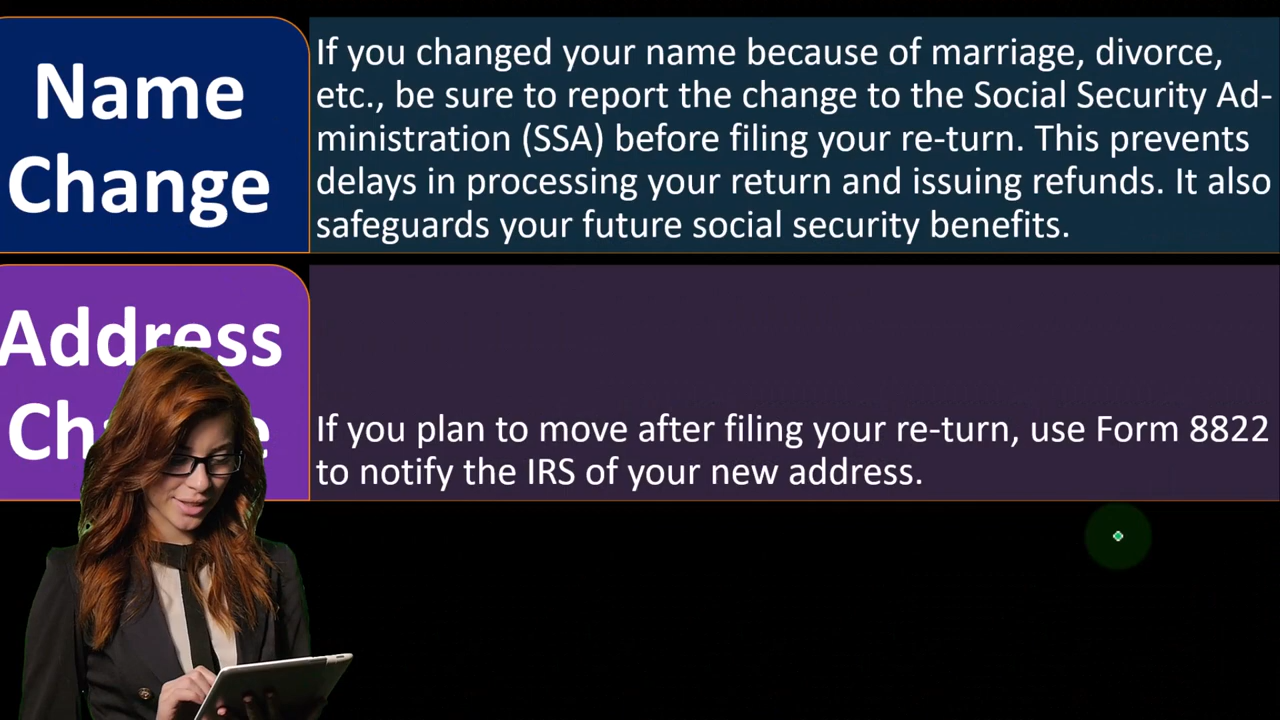 Name
Change
If you changed your name because of marriage, divorce,
etc., be sure to report the change to the Social Security Ad-
ministration (SSA) before filing your re-turn. This prevents
delays in processing your return and issuing refunds. It also
safeguards your future social security benefits.
Address
Ch e
If you plan to move after filing your re-turn, use Form 8822
to notify the IRS of your new address.